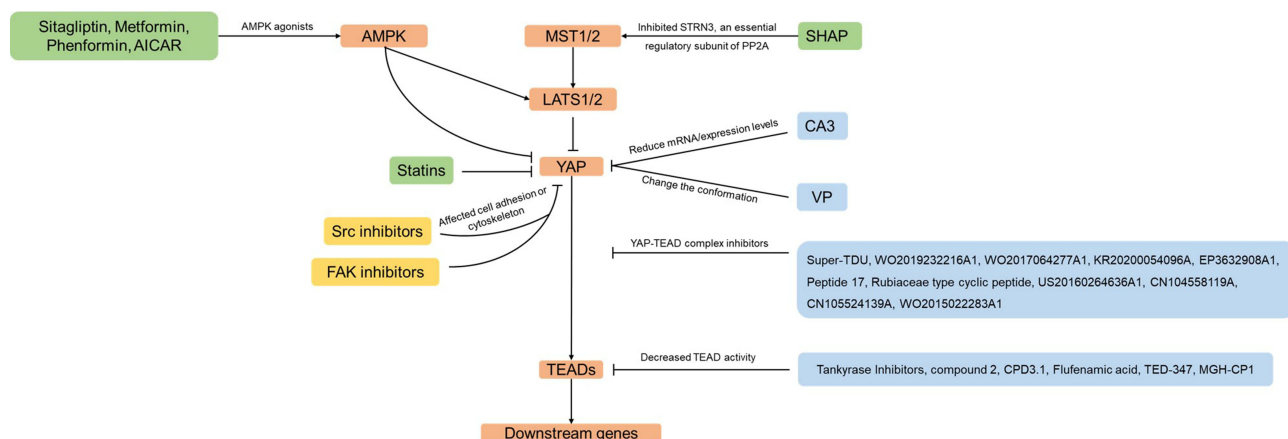 Sitagliptin, Metformin,
Phenformin, AICAR
AMPK agonists
AMPK
MST1/2
Inhibited STRN3, an essential
regulatory subunit of PP2A
SHAP
LATS1/2
CA3
Reduce mRNA/expression levels
YAP
Statins
Change the conformation
VP
Affected cell adhesion or
cytoskeleton
Src inhibitors
FAK inhibitors
YAP-TEAD complex inhibitors
Super-TDU, WO2019232216A1, WO2017064277A1, KR20200054096A, EP3632908A1,
Peptide 17, Rubiaceae type cyclic peptide, US20160264636A1, CN104558119A,
CN105524139A, WO2015022283A1
Decreased TEAD activity
TEADs
Tankyrase Inhibitors, compound 2, CPD3.1, Flufenamic acid, TED-347, MGH-CP1
Downstream genes